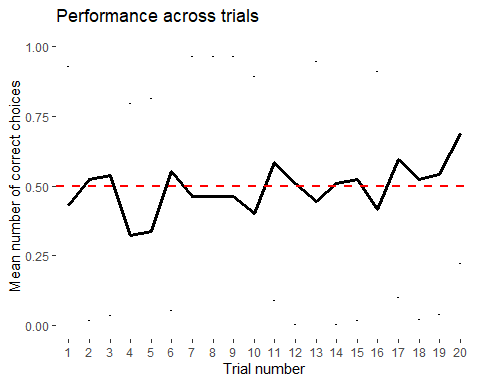 Performance across trials
Mean number of correct choices
1.00
0.75
0.50
0.25
0.00
1 2 3 4 5 6 7 8 9 10 11 12 13 14 15 16 17 18 19 20
Trial number